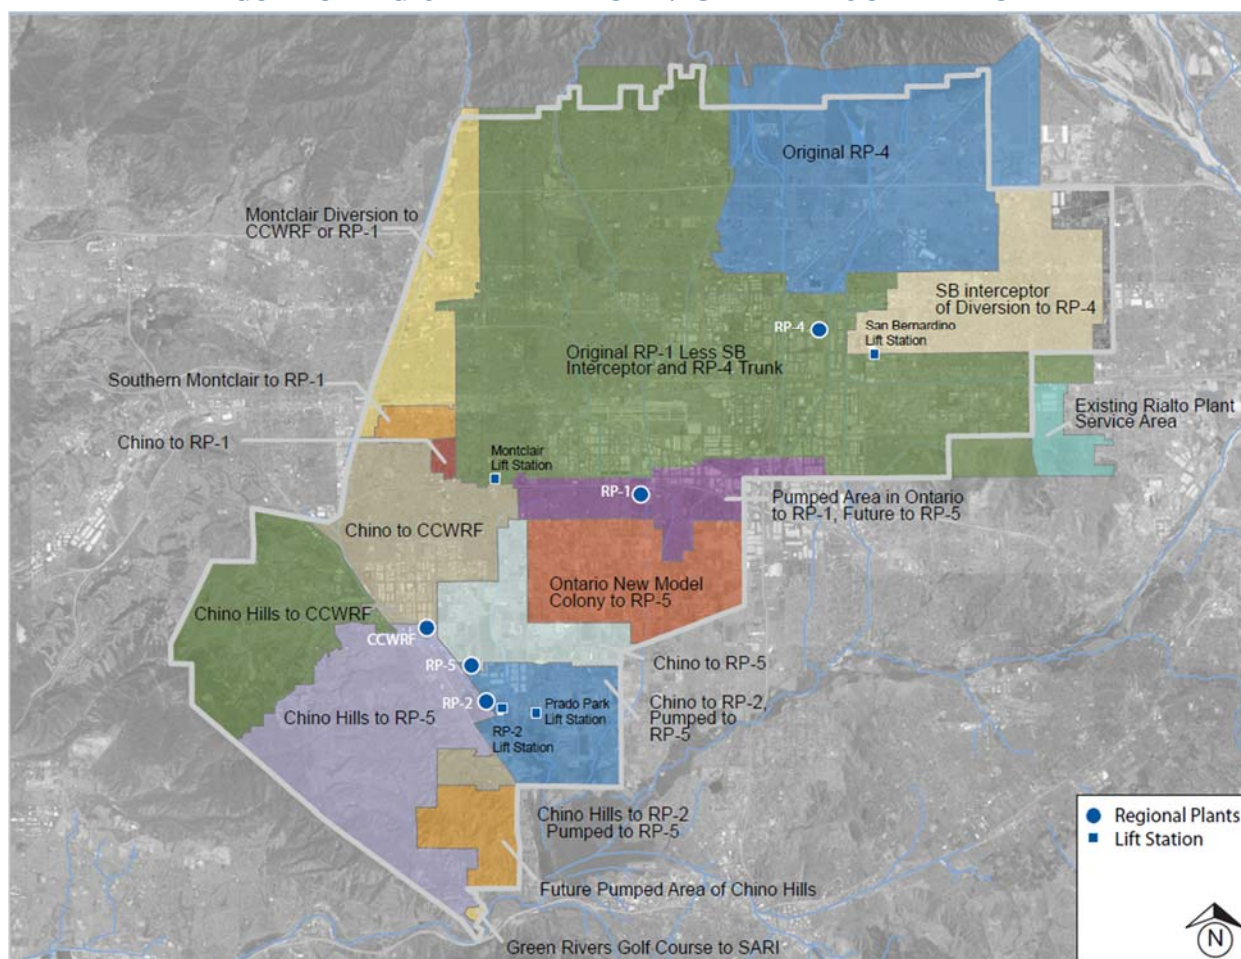 Original RP-4
Montclair Diversion to
CCWRF or RP-1
SB interceptor
of Diversion to RP-4
RP-4
San Bernardino
Lift Station
Original RP-1 Less SB
Interceptor and RP-4 Trunk
Southern Montclair to RP-1
Existing Rialto Plant
Service Area
Chino to RP-1
Montclair
Lift Station
RP-1
Pumped Area in Ontario
to RP-1, Future to RP-5
Chino to CCWRF
Ontario New Model
Colony to RP-5
Chino Hills to CCWRF
CCWRF
RP-5
Chino to RP-5
RP-2
Chino to RP-2,
Pumped to
RP-5
Prado Park
Lift Station
Chino Hills to RP-5
RP-2
Lift Station
Chino Hills to RP-2
Pumped to RP-5
Regional Plants
Lift Station
Future Pumped Area of Chino Hills
Green Rivers Golf Course to SARI
N